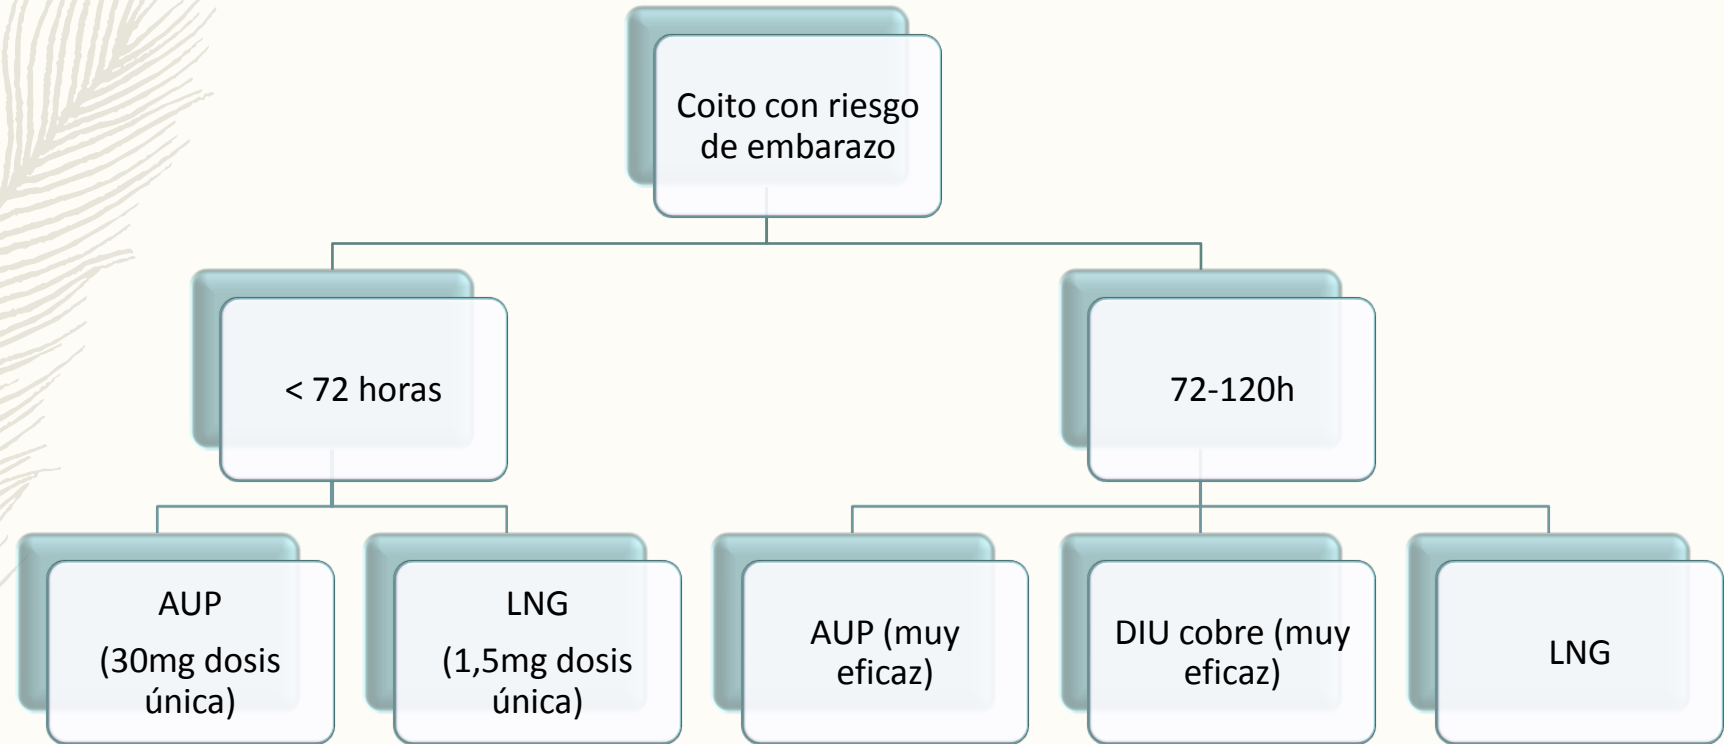 Coito con riesgo
de embarazo
< 72 horas
72-120h
AUP
(30mg dosis
única)
LNG
(1,5mg dosis
única)
AUP (muy
eficaz)
DIU cobre (muy
eficaz)
LNG